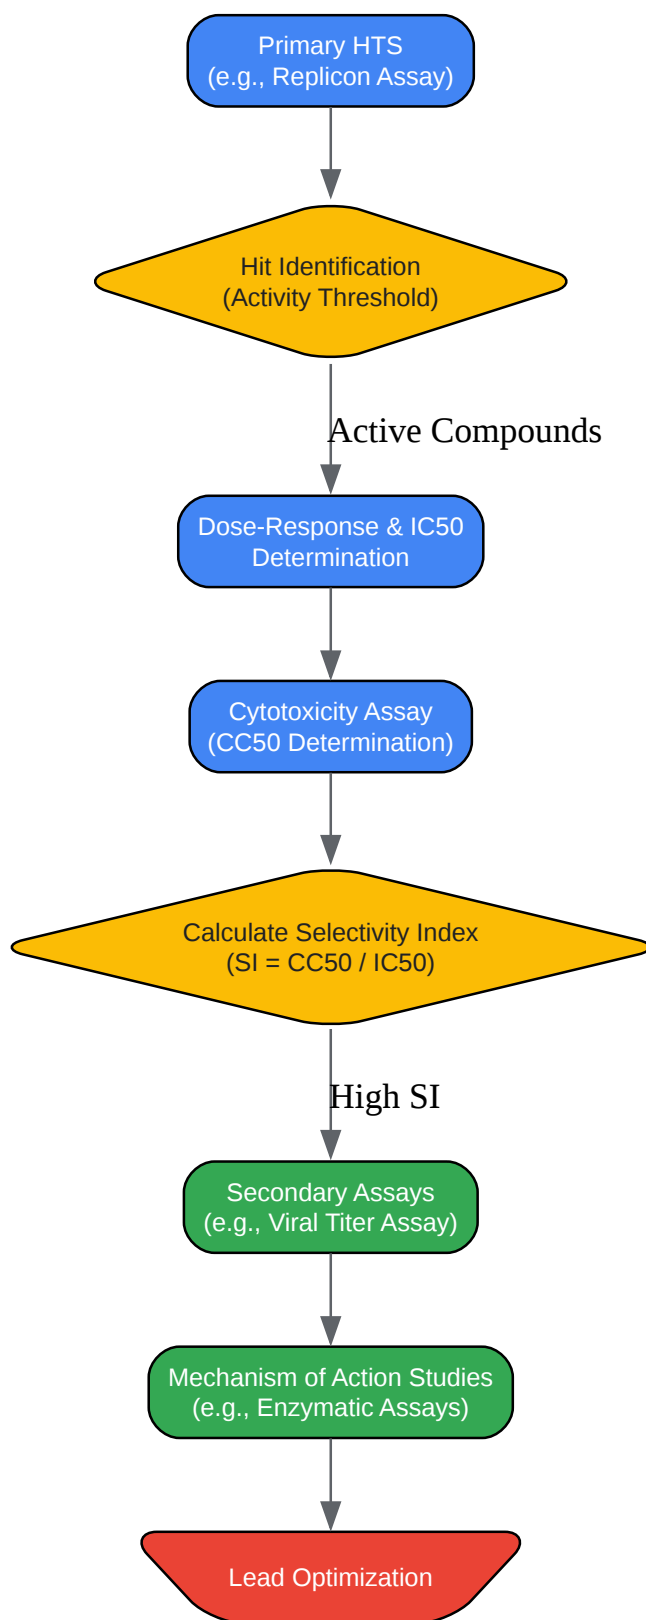 Primary HTS
(e.g., Replicon Assay)
Hit Identification
(Activity Threshold)
Active Compounds
Dose-Response & IC50
Determination
Cytotoxicity Assay
(CC50 Determination)
Calculate Selectivity Index
(SI = CC50 / IC50)
High SI
Secondary Assays
(e.g., Viral Titer Assay)
Mechanism of Action Studies
(e.g., Enzymatic Assays)
Lead Optimization